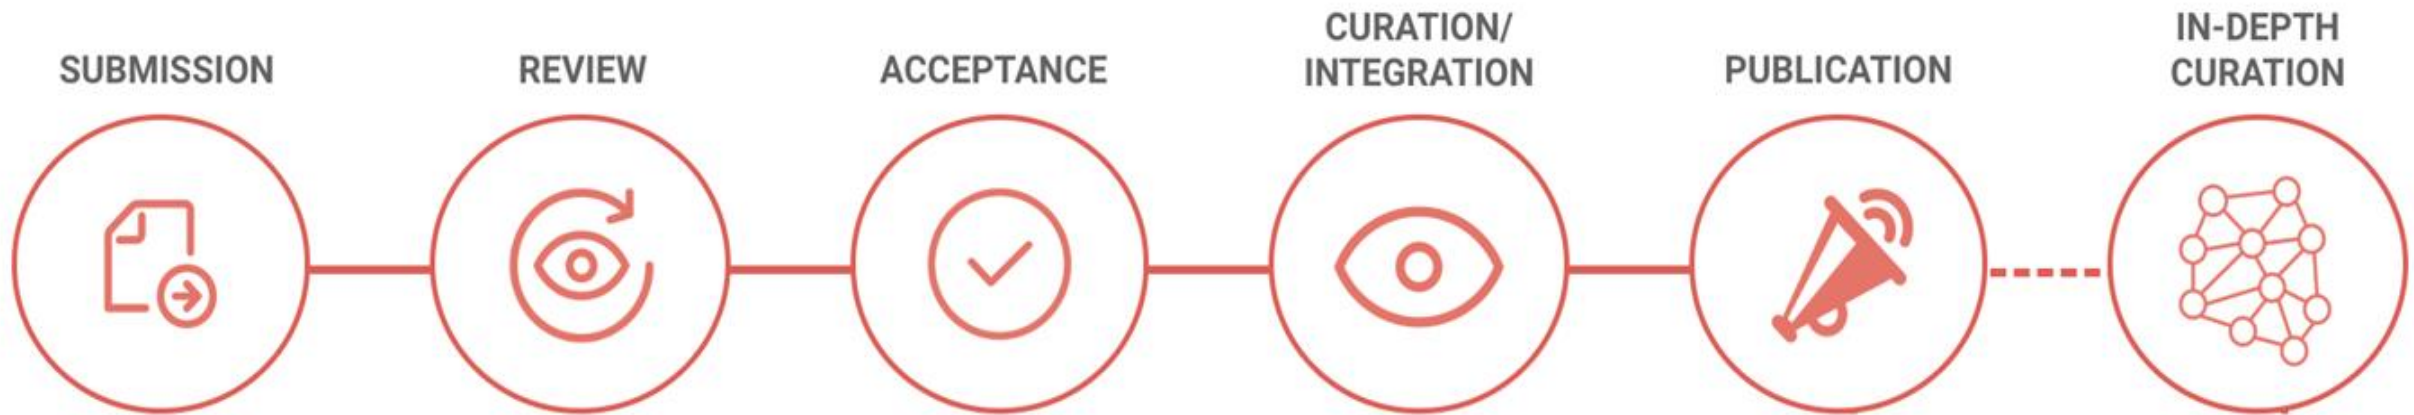 SUBMISSION
REVIEW
ACCEPTANCE
CURATION/
INTEGRATION
PUBLICATION
IN-DEPTH
CURATION